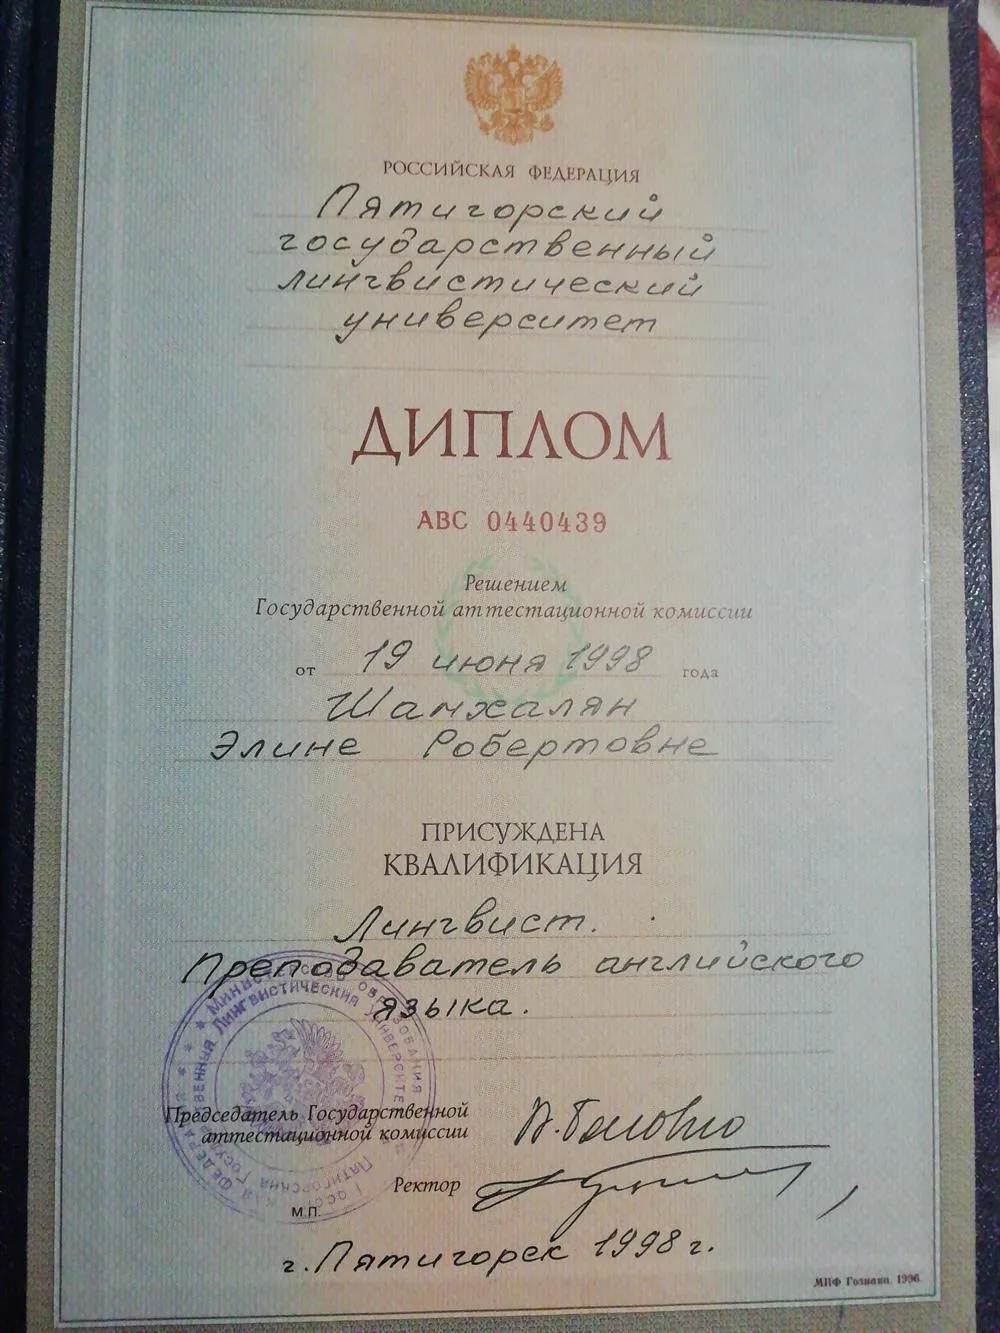 РОССИЙСКАЯ ФЕДЕРАЦИЯ
Пятигорский
государственный
лингвистический
университет
ДИПЛОМ
АВС 0440439
Решением
Государственной аттестационной комиссии
от 19 июня 1998 года
Шамхалян
Элине Робертовне
ПРИСУЖДЕНА
КВАЛИФИКАЦИЯ
Лингвист.
Преподаватель английского
языка.
Председатель Государственной
аттестационной комиссии
Ректор
М.П.
г. Пятигорск 1998 г.
МПФ Гознака. 1996.